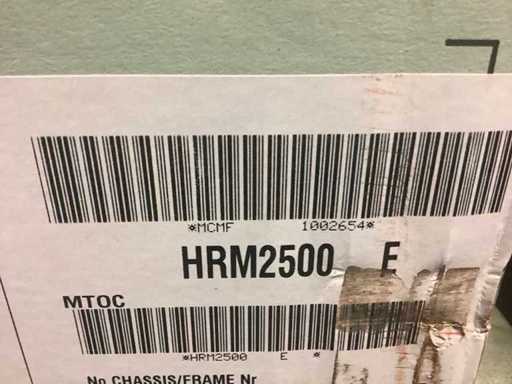 *MCMF 1002654*
HRM2500 E
MTOC
*HRM2500 E *
No CHASSIS/FRAME Nr